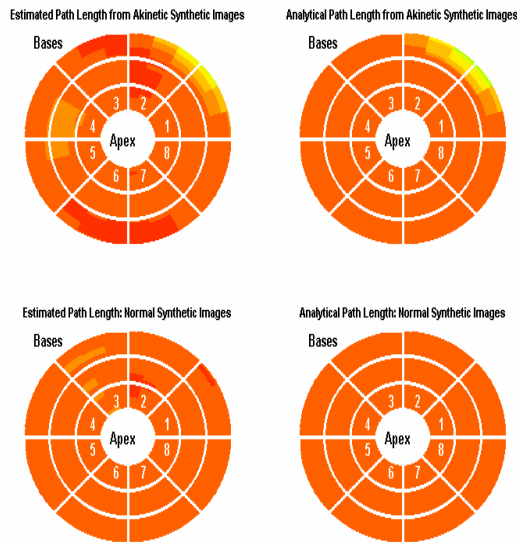 Estimated Path Length from Akinetic Synthetic Images
Analytical Path Length from Akinetic Synthetic Images
Bases
3 2
4 1
Apex
5 8
6 7
Bases
3 2
4 1
Apex
5 8
6 7
Estimated Path Length: Normal Synthetic Images
Analytical Path Length: Normal Synthetic Images
Bases
3 2
4 1
Apex
5 8
6 7
Bases
3 2
4 1
Apex
5 8
6 7